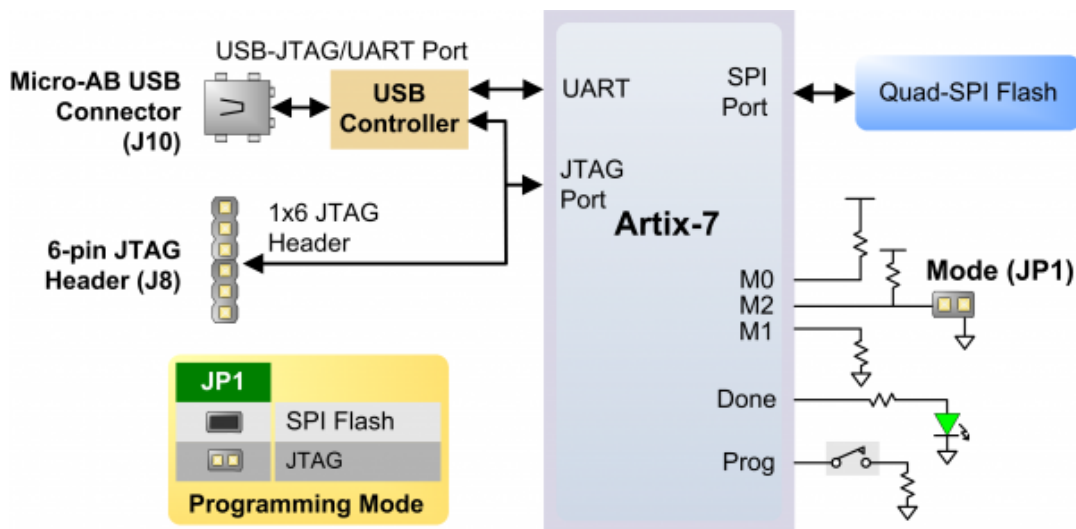 USB-JTAG/UART Port
Micro-AB USB
Connector
(J10)
USB
Controller
UART
SPI
Port
Quad-SPI Flash
JTAG
Port
Artix-7
1x6 JTAG
Header
6-pin JTAG
Header (J8)
M0
M2
M1
Mode (JP1)
JP1
SPI Flash
JTAG
Programming Mode
Done
Prog